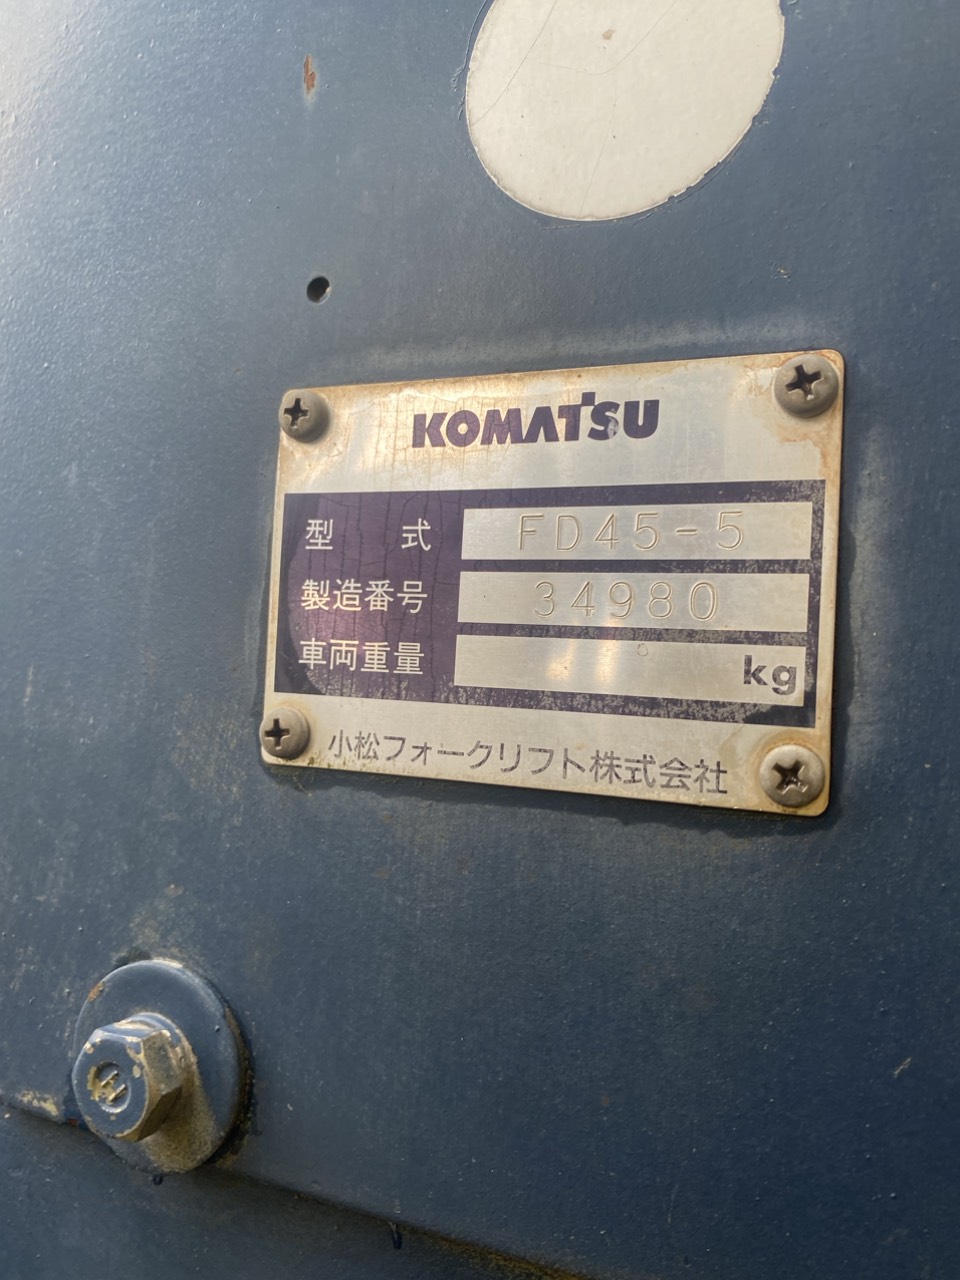 KOMATSU
型 式 FD45-5
製造番号 34980
車両重量 kg
小松フォークリフト株式会社
H